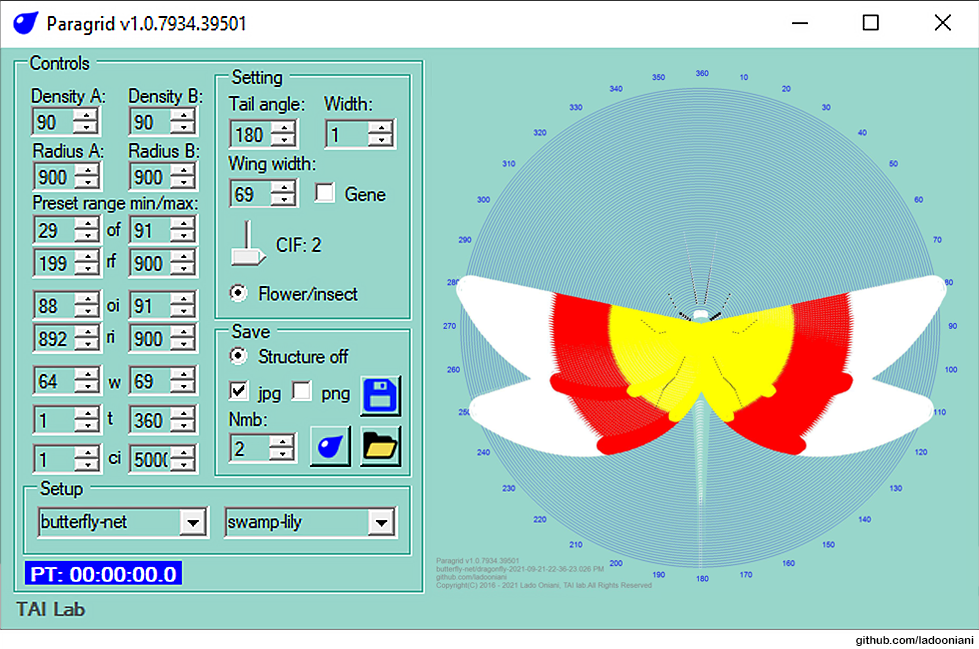 Paragrid v1.0.7934.39501
Controls
Density A: Density B:
90 90
Radius A: Radius B:
900 900
Preset range min/max:
29 of 91
199 rf 900
88 oi 91
892 ri 900
64 w 69
1 t 360
1 ci 5000
Setting
Tail angle: Width:
180 1
Wing width:
69 Gene
CIF: 2
Flower/insect
Save
Structure off
jpg png
Nmb:
2
Setup
butterfly-net swamp-lily
PT: 00:00:00.0
TAI Lab
360
350 10
340 20
330 30
320 40
310 50
300 60
290 70
280 80
270 90
260
250 110
240 120
230 130
220 140
210 150
200 160
190 170
180
Paragrid v1.0.7934.39501
butterfly-net/dragonfly-2021-09-21-22-36-23.026 PM
github.com/ladooniani
Copyright(C) 2016 - 2021 Lado Oniani. TAI lab All Rights Reserved
github.com/ladooniani